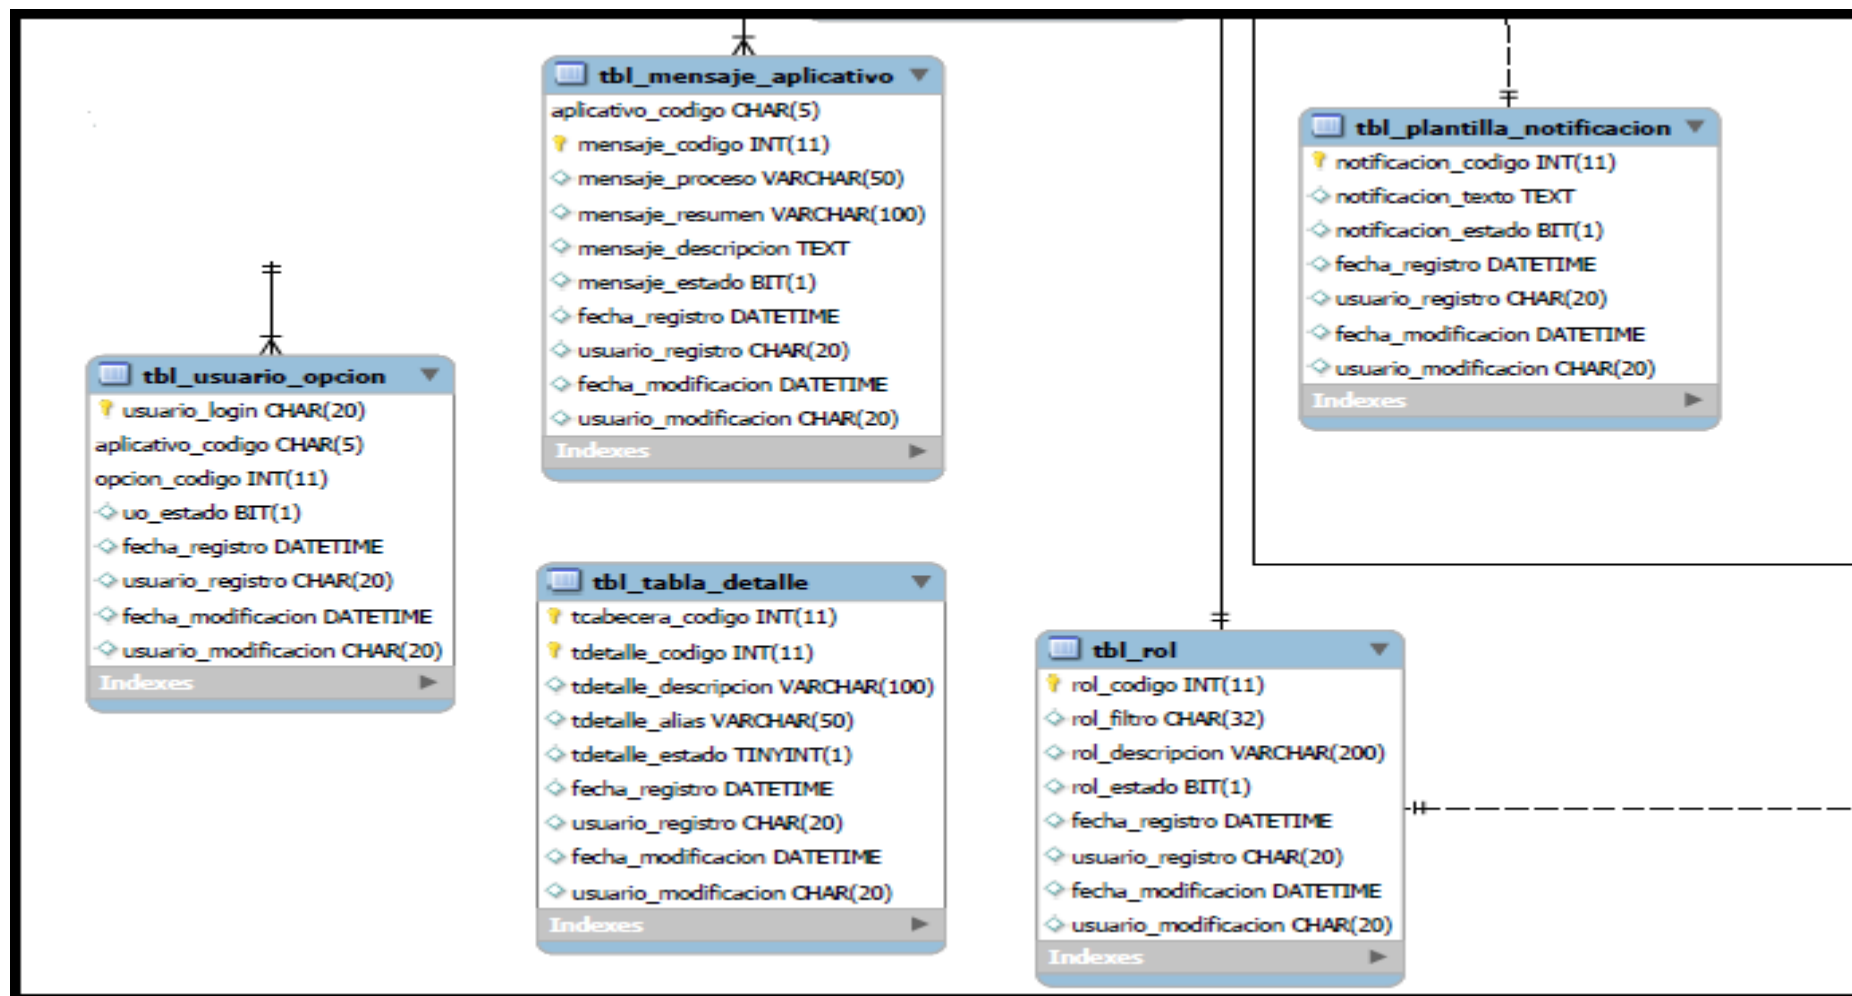 tbl_mensaje_aplicativo
aplicativo_codigo CHAR(5)
mensaje_codigo INT(11)
mensaje_proceso VARCHAR(50)
mensaje_resumen VARCHAR(100)
mensaje_descripcion TEXT
mensaje_estado BIT(1)
fecha_registro DATETIME
usuario_registro CHAR(20)
fecha_modificacion DATETIME
usuario_modificacion CHAR(20)
Indexes
tbl_plantilla_notificacion
notificacion_codigo INT(11)
notificacion_texto TEXT
notificacion_estado BIT(1)
fecha_registro DATETIME
usuario_registro CHAR(20)
fecha_modificacion DATETIME
usuario_modificacion CHAR(20)
Indexes
tbl_usuario_opcion
usuario_login CHAR(20)
aplicativo_codigo CHAR(5)
opcion_codigo INT(11)
uo_estado BIT(1)
fecha_registro DATETIME
usuario_registro CHAR(20)
fecha_modificacion DATETIME
usuario_modificacion CHAR(20)
Indexes
tbl_tabla_detalle
tcabecera_codigo INT(11)
tdetalle_codigo INT(11)
tdetalle_descripcion VARCHAR(100)
tdetalle_alias VARCHAR(50)
tdetalle_estado TINYINT(1)
fecha_registro DATETIME
usuario_registro CHAR(20)
fecha_modificacion DATETIME
usuario_modificacion CHAR(20)
Indexes
tbl_rol
rol_codigo INT(11)
rol_filtro CHAR(32)
rol_descripcion VARCHAR(200)
rol_estado BIT(1)
fecha_registro DATETIME
usuario_registro CHAR(20)
fecha_modificacion DATETIME
usuario_modificacion CHAR(20)
Indexes